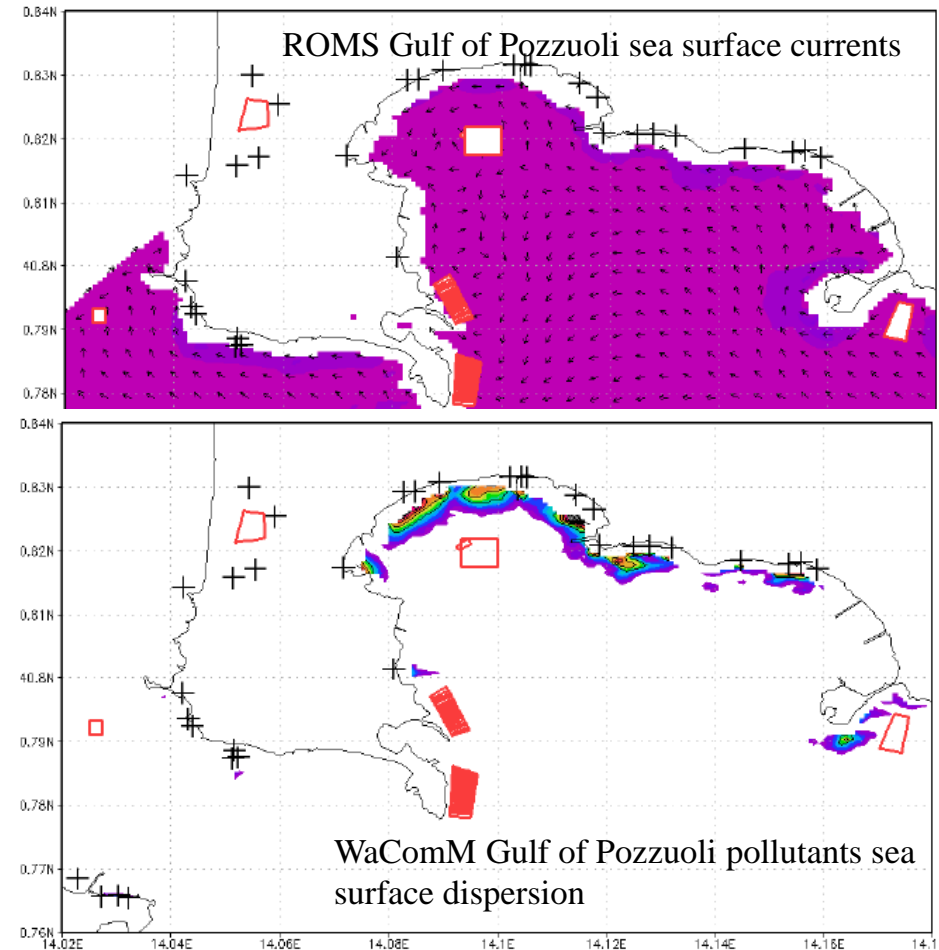 0.84N
ROMS Gulf of Pozzuoli sea surface currents
0.83N
0.82N
0.81N
40.8N
0.79N
0.78N
0.84N
0.83N
0.82N
0.81N
40.8N
0.79N
0.78N
WaComM Gulf of Pozzuoli pollutants sea
surface dispersion
0.77N
0.76N
14.02E 14.04E 14.06E 14.08E 14.1E 14.12E 14.14E 14.16E 14.1